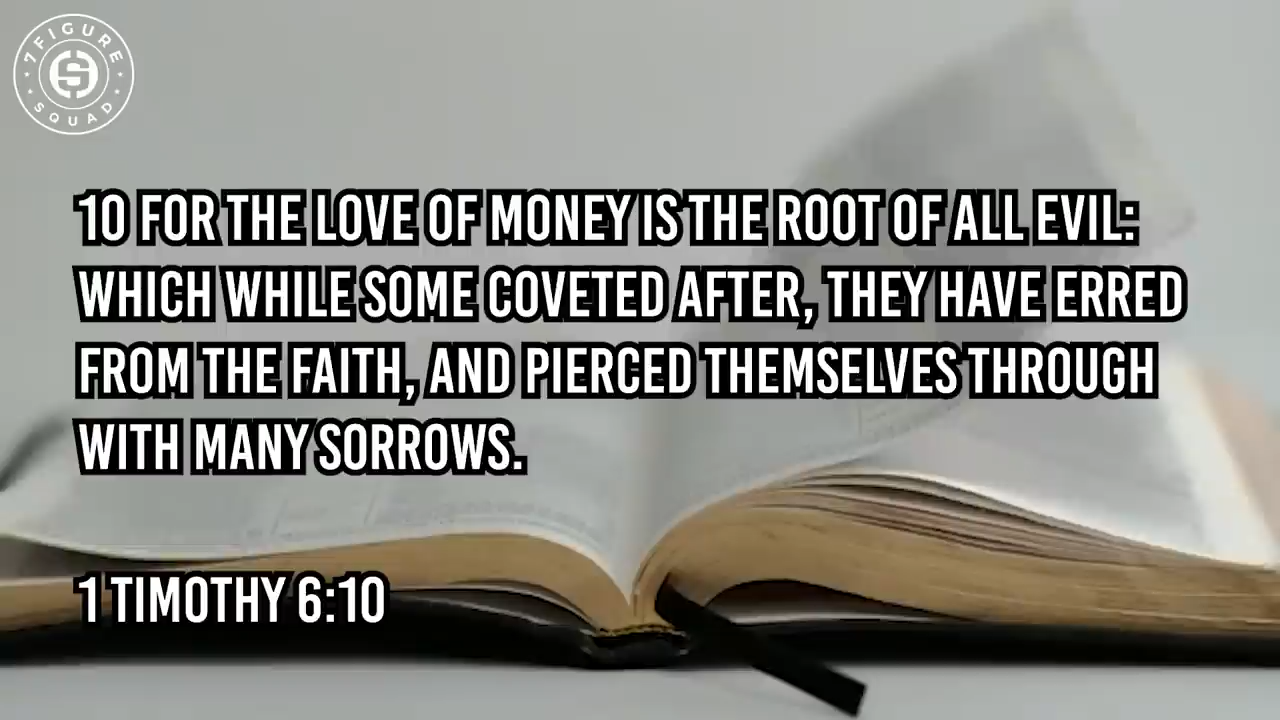 7FIGURE
SQUAD
10 FOR THE LOVE OF MONEY IS THE ROOT OF ALL EVIL:
WHICH WHILE SOME COVETED AFTER, THEY HAVE ERRED
FROM THE FAITH, AND PIERCED THEMSELVES THROUGH
WITH MANY SORROWS.
1 TIMOTHY 6:10